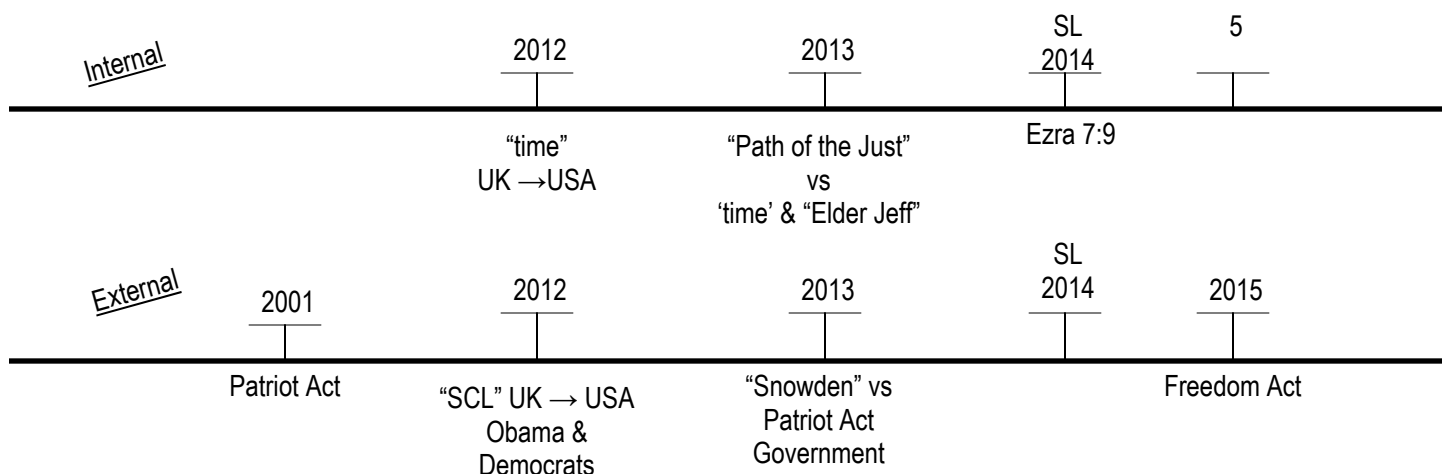 Internal
2012
2013
SL
2014
5
"time"
UK →USA
"Path of the Just"
vs
'time' & "Elder Jeff"
Ezra 7:9
External
2001
2012
2013
SL
2014
2015
Patriot Act
"SCL" UK → USA
Obama &
Democrats
"Snowden" vs
Patriot Act
Government
Freedom Act